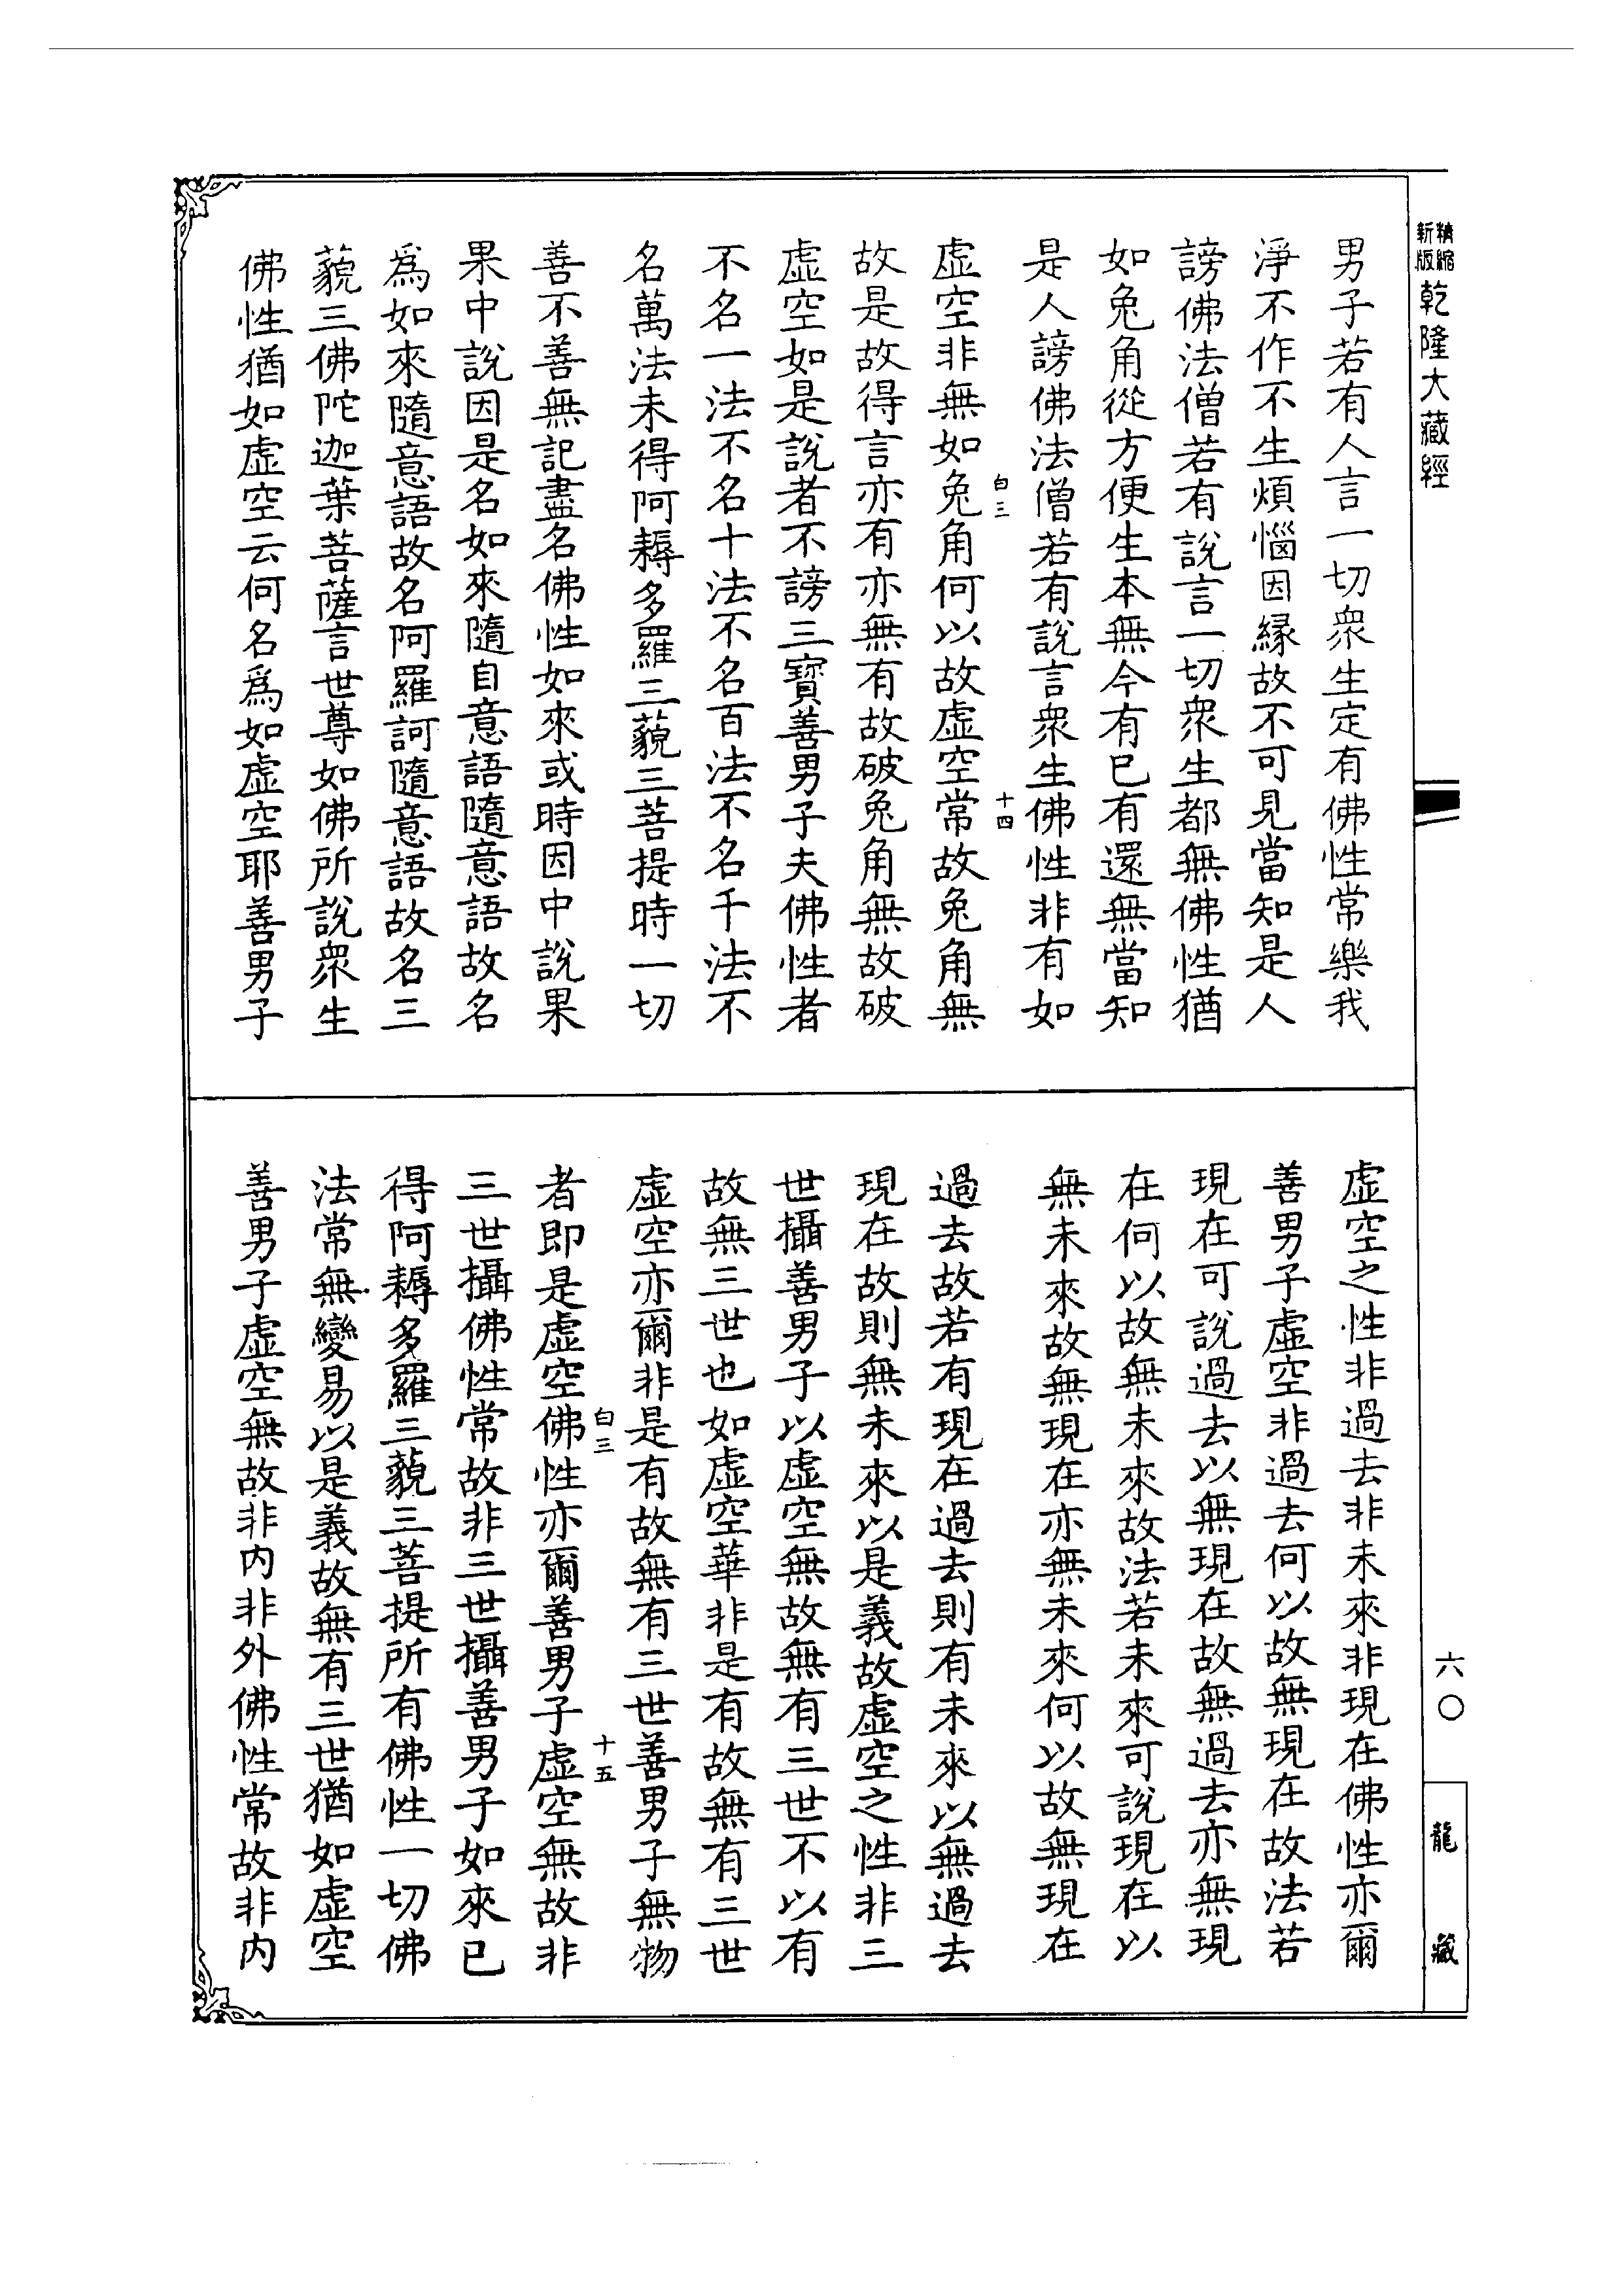 精縮新版乾隆大藏經
男子若有人言一切衆生定有佛性常樂我
淨不作不生煩惱因緣故不可見當知是人
謗佛法僧若有說言一切衆生都無佛性猶
如兔角從方便生本無今有已有還無當知
是人謗佛法僧若有說言衆生佛性非有如
白三 十四
虛空非無如兔角何以故虛空常故兔角無
故是故得言亦有亦無有故破兔角無故破
虛空如是說者不謗三寶善男子夫佛性者
不名一法不名十法不名百法不名千法不
名萬法未得阿耨多羅三藐三菩提時一切
善不善無記盡名佛性如來或時因中說果
果中說因是名如來隨自意語隨意語故名
爲如來隨意語故名阿羅訶隨意語故名三
藐三佛陀迦葉菩薩言世尊如佛所說衆生
佛性猶如虛空云何名爲如虛空耶善男子
虛空之性非過去非未來非現在佛性亦爾
善男子虛空非過去何以故無現在故法若
現在可說過去以無現在故無過去亦無現
在何以故無未來故法若未來可說現在以
無未來故無現在亦無未來何以故無現在
過去故若有現在過去則有未來以無過去
現在故則無未來以是義故虛空之性非三
世攝善男子以虛空無故無有三世不以有
故無三世也如虛空華非是有故無有三世
虛空亦爾非是有故無有三世善男子無物
白三 十五
者即是虛空佛性亦爾善男子虛空無故非
三世攝佛性常故非三世攝善男子如來已
得阿耨多羅三藐三菩提所有佛性一切佛
法常無變易以是義故無有三世猶如虛空
善男子虛空無故非内非外佛性常故非内
六〇
龍藏